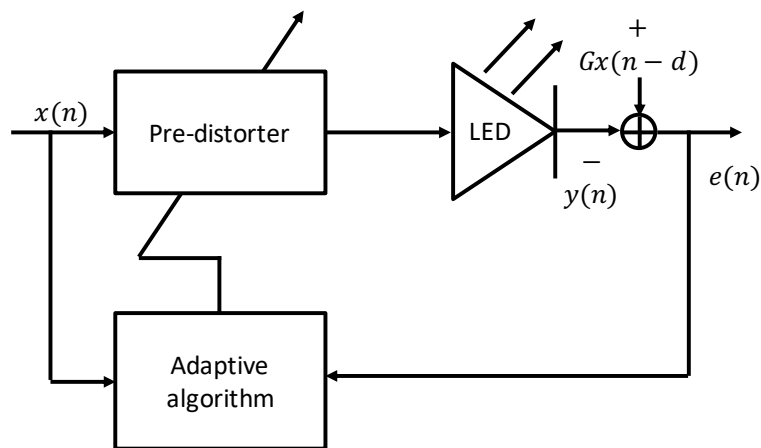 +
Gx(n − d)
x(n)
Pre-distorter
LED
−
y(n)
e(n)
Adaptive
algorithm